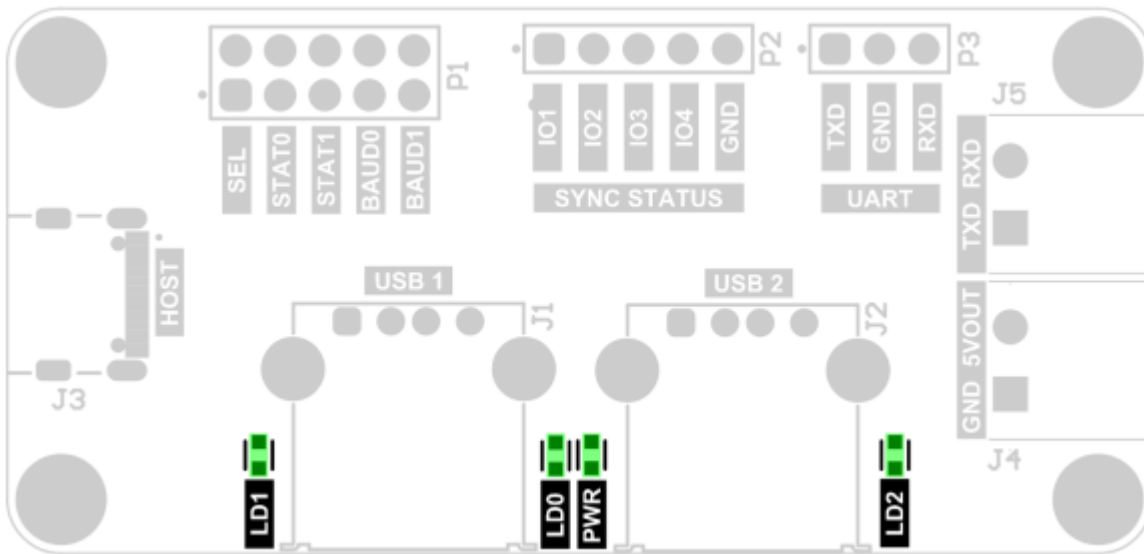 P1
P2
P3
SEL
STAT0
STAT1
BAUD0
BAUD1
IO1
IO2
IO3
IO4
GND
SYNC STATUS
TXD
GND
RXD
UART
J5
TXD RXD
HOST
J3
USB 1
J1
USB 2
J2
GND 5VOUT
J4
LD1
LD0
PWR
LD2